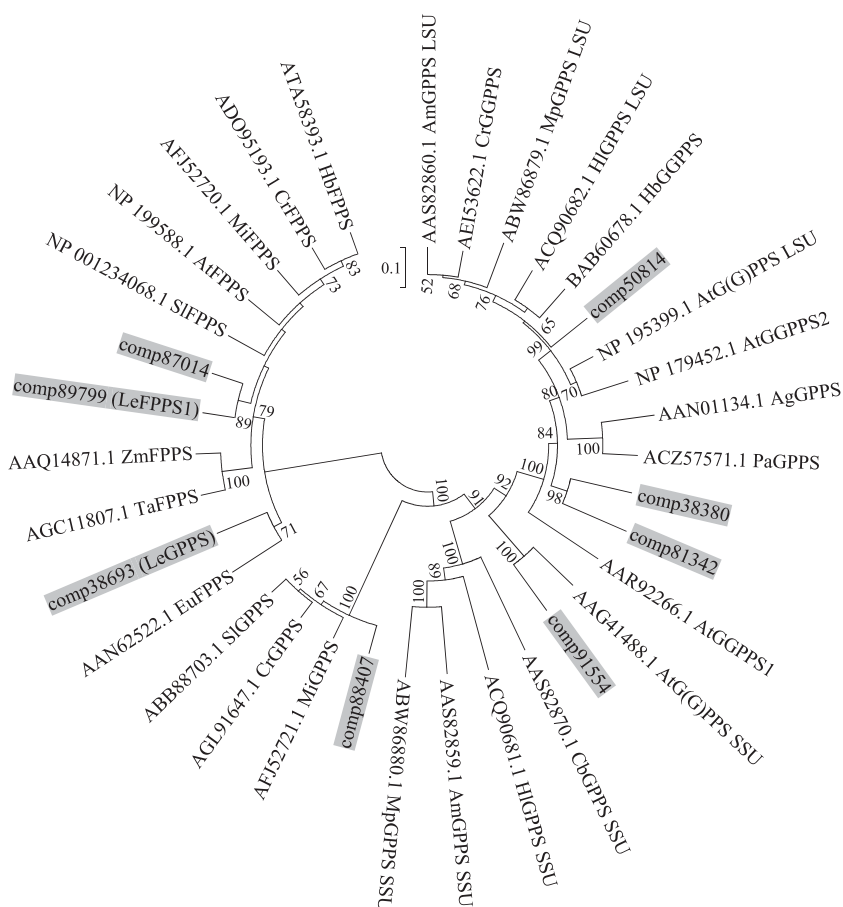 AAS82860.1 AmGPPS LSU
AEI53622.1 CrGGPPS
ABW86879.1 MpGPPS LSU
ACQ90682.1 HlGPPS LSU
BAB60678.1 HbGGPPS
comp50814
NP 195399.1 AtG(G)PPS LSU
NP 179452.1 AtGGPPS2
AAN01134.1 AgGPPS
ACZ57571.1 PaGPPS
comp38380
comp81342
AAR92266.1 AtGGPPS1
AAG41488.1 AtG(G)PPS SSU
comp91554
AAS82870.1 CbGPPS SSU
ACQ90681.1 HlGPPS SSU
AAS82859.1 AmGPPS SSU
ABW86880.1 MpGPPS SSU
comp88407
AFJ52721.1 MiGPPS
AGL91647.1 CrGPPS
ABB88703.1 SlGPPS
AAN62522.1 EuFPPS
comp38693 (LeGPPS)
AGC11807.1 TaFPPS
AAQ14871.1 ZmFPPS
comp89799 (LeFPPS1)
comp87014
NP 001234068.1 SlFPPS
NP 199588.1 AtFPPS
AFJ52720.1 MiFPPS
ADO95193.1 CrFPPS
ATA58393.1 HbFPPS
0.1
52
68
76
65
99
80
70
100
84
100
98
92
91
100
100
100
89
100
100
67
56
71
100
89
79
73
83